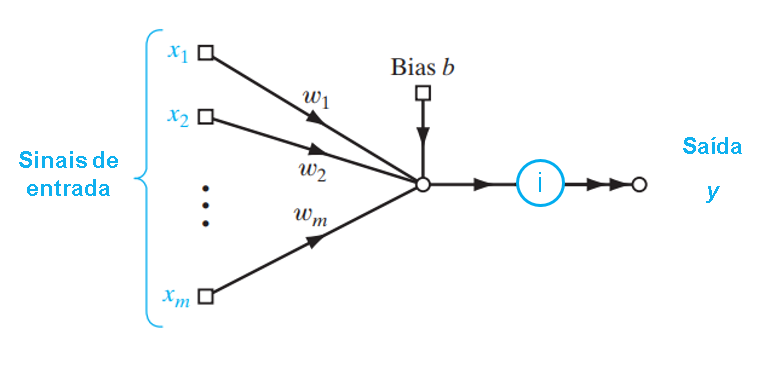 x1
w1
Bias b
x2
w2
Sinais de
entrada
Saída
y
i
wm
xm